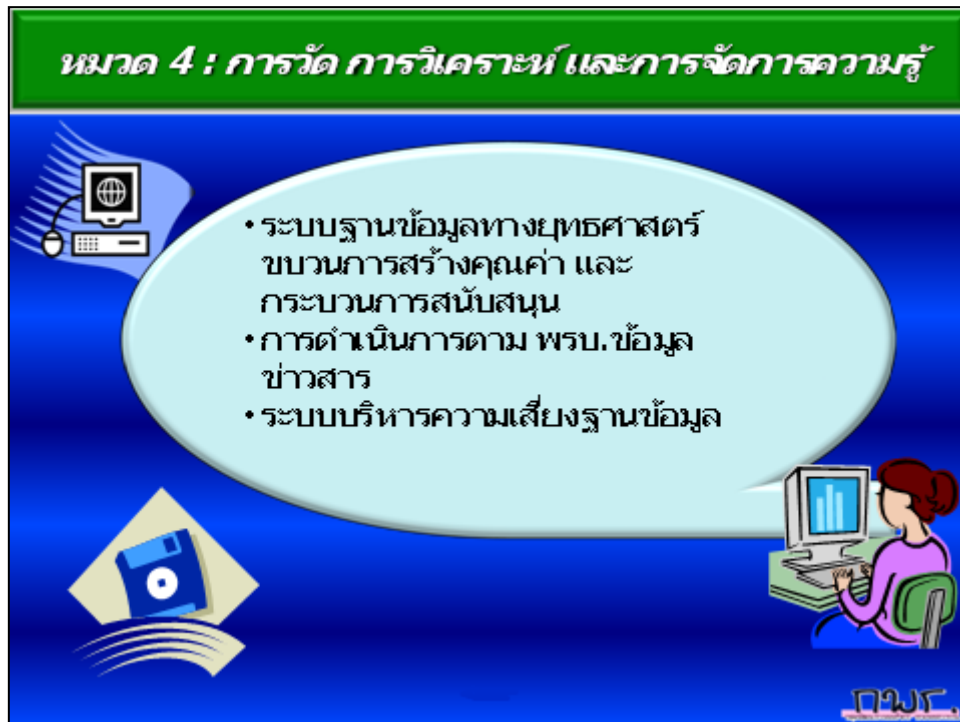 หมวด 4 : การวัด การวิเคราะห์ และการจัดการความรู้
•ระบบฐานข้อมูลทางยุทธศาสตร์
ขบวนการสร้างคุณค่า และ
กระบวนการสนับสนุน
•การดำเนินการตาม พรบ.ข้อมูล
ข่าวสาร
•ระบบบริหารความเสี่ยงฐานข้อมูล
กพร.